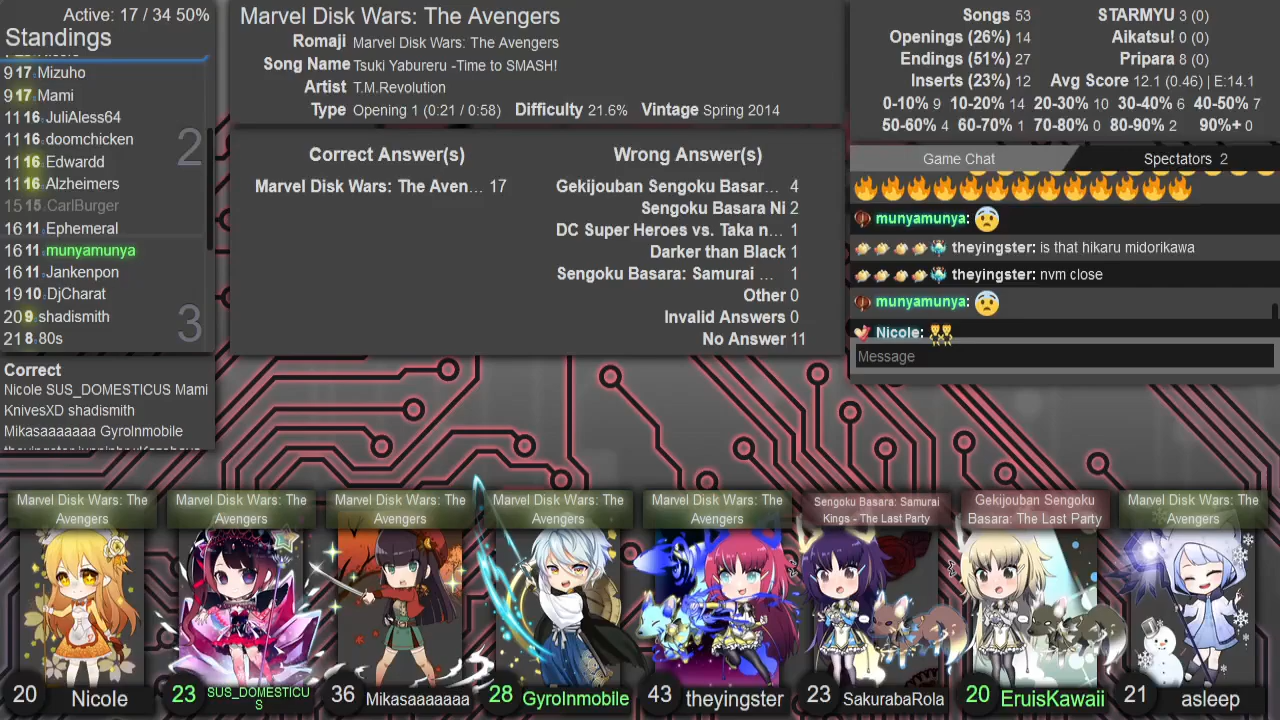 Active: 17 / 34 50%
Standings
9 17 Mizuho
9 17 Mami
11 16 JuliAless64
11 16 doomchicken
2
11 16 Edwardd
11 16 Alzheimers
15 15 CarlBurger
16 11 Ephemeral
16 11 munyamunya
16 11 Jankenpon
19 10 DjCharat
20 9 shadismith
3
21 8 80s
Correct
Nicole SUS_DOMESTICUS Mami
KnivesXD shadismith
Mikasaaaaaaa GyroInmobile
Marvel Disk Wars: The Avengers
Romaji Marvel Disk Wars: The Avengers
Song Name Tsuki Yabureru -Time to SMASH!
Artist T.M.Revolution
Type Opening 1 (0:21 / 0:58) Difficulty 21.6% Vintage Spring 2014
Correct Answer(s)
Marvel Disk Wars: The Aven... 17
Wrong Answer(s)
Gekijouban Sengoku Basar... 4
Sengoku Basara Ni 2
DC Super Heroes vs. Taka n... 1
Darker than Black 1
Sengoku Basara: Samurai ... 1
Other 0
Invalid Answers 0
No Answer 11
Songs 53
Openings (26%) 14
Endings (51%) 27
Inserts (23%) 12
STARMYU 3 (0)
Aikatsu! 0 (0)
Pripara 8 (0)
Avg Score 12.1 (0.46) | E:14.1
0-10% 9 10-20% 14 20-30% 10 30-40% 6 40-50% 7
50-60% 4 60-70% 1 70-80% 0 80-90% 2 90%+ 0
Game Chat Spectators 2
munyamunya:
theyingster: is that hikaru midorikawa
theyingster: nvm close
munyamunya:
Nicole:
Message
Marvel Disk Wars: The
Avengers
Marvel Disk Wars: The
Avengers
Marvel Disk Wars: The
Avengers
Marvel Disk Wars: The
Avengers
Marvel Disk Wars: The
Avengers
Sengoku Basara: Samurai
Kings - The Last Party
Gekijouban Sengoku
Basara: The Last Party
Marvel Disk Wars: The
Avengers
20 Nicole
23 SUS_DOMESTICU
S
36 Mikasaaaaaaa
28 GyroInmobile
43 theyingster
23 SakurabaRola
20 EruisKawaii
21 asleep